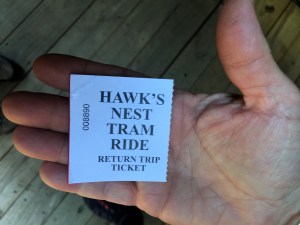 008890
HAWK'S
NEST
TRAM
RIDE
RETURN TRIP
TICKET